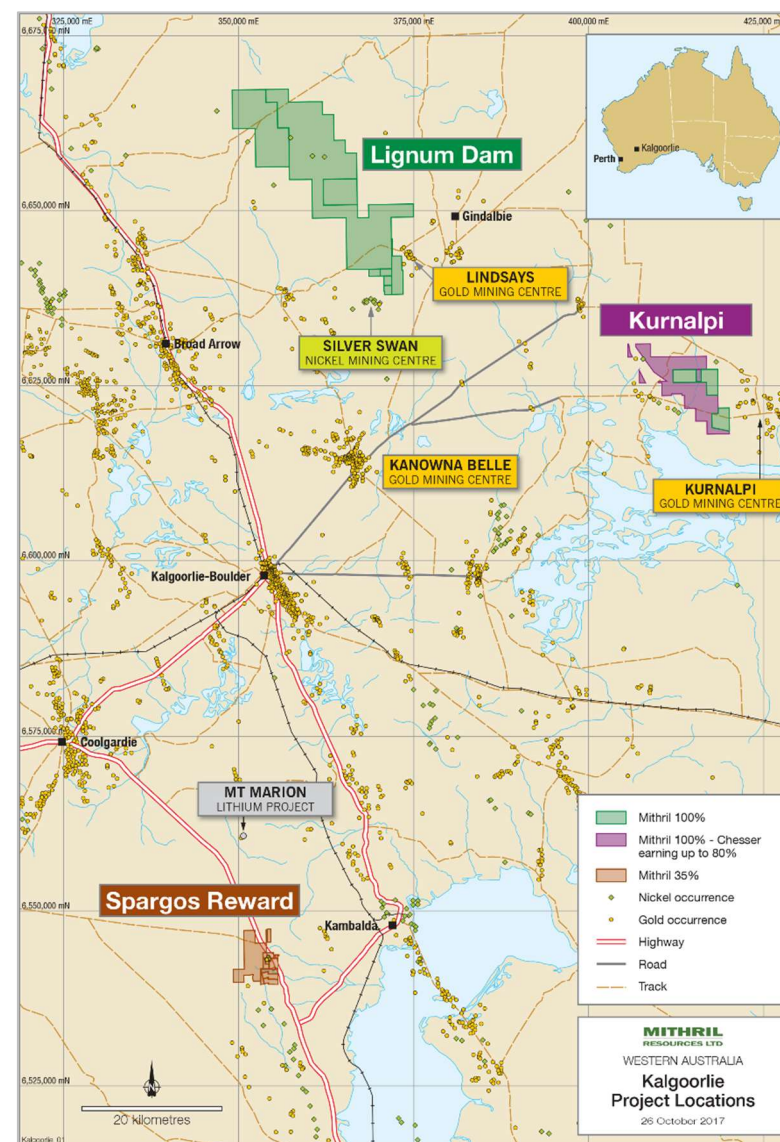 325,000 mE
350,000 mE
375,000 mE
400,000 mE
425,000 mE
6,675,000 mN
Perth
Kalgoorlie
Lignum Dam
6,650,000 mN
Gindalbie
LINDSAYS
GOLD MINING CENTRE
Kurnalpi
SILVER SWAN
NICKEL MINING CENTRE
Broad Arrow
6,625,000 mN
KANOWNA BELLE
GOLD MINING CENTRE
KURNALPI
GOLD MINING CENTRE
6,600,000 mN
Kalgoorlie-Boulder
6,575,000 mN
Coolgardie
MT MARION
LITHIUM PROJECT
Mithril 100%
Mithril 100% - Chesser
earning up to 80%
Mithril 35%
Nickel occurrence
Gold occurrence
Highway
Road
Track
6,550,000 mN
Spargos Reward
Kambalda
MITHRIL
RESOURCES LTD
WESTERN AUSTRALIA
Kalgoorlie
Project Locations
26 October 2017
6,525,000 mN
N
20 kilometres